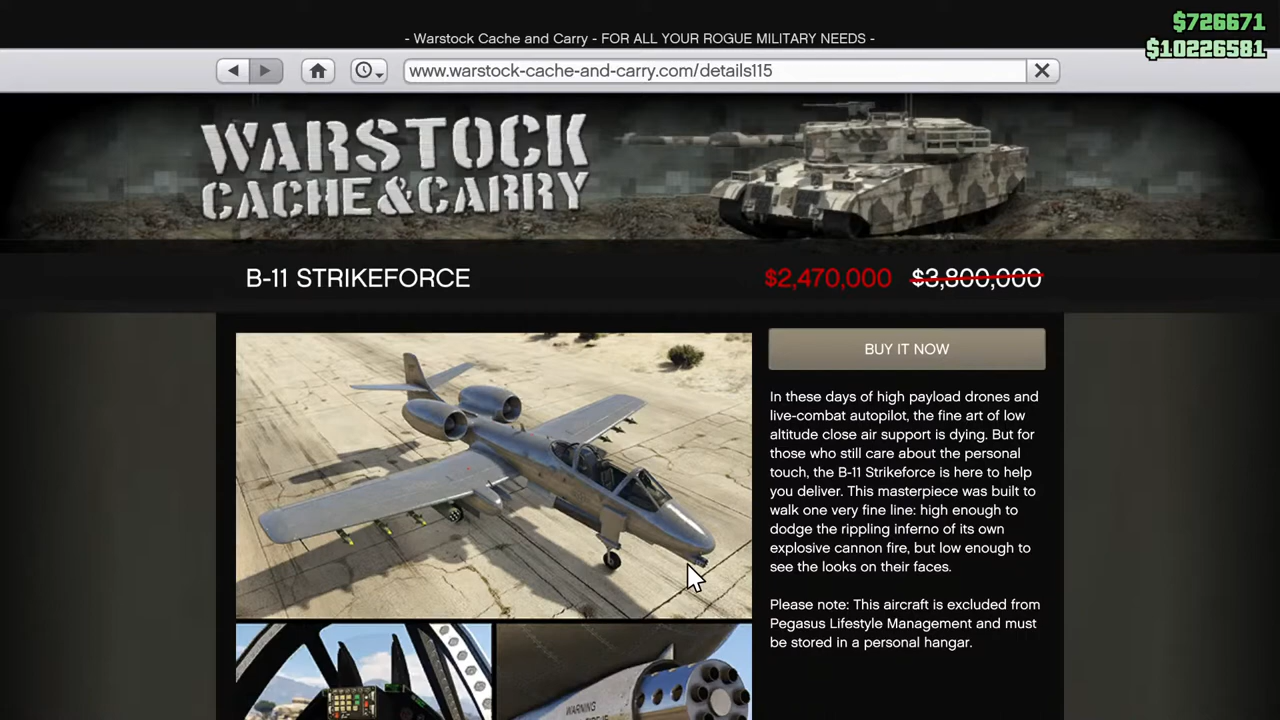 $726671
- Warstock Cache and Carry - FOR ALL YOUR ROGUE MILITARY NEEDS -
$10226581
www.warstock-cache-and-carry.com/details115
WARSTOCK
CACHE & CARRY
B-11 STRIKEFORCE
$2,470,000 $3,800,000
BUY IT NOW
In these days of high payload drones and
live-combat autopilot, the fine art of low
altitude close air support is dying. But for
those who still care about the personal
touch, the B-11 Strikeforce is here to help
you deliver. This masterpiece was built to
walk one very fine line: high enough to
dodge the rippling inferno of its own
explosive cannon fire, but low enough to
see the looks on their faces.
Please note: This aircraft is excluded from
Pegasus Lifestyle Management and must
be stored in a personal hangar.
WARNING